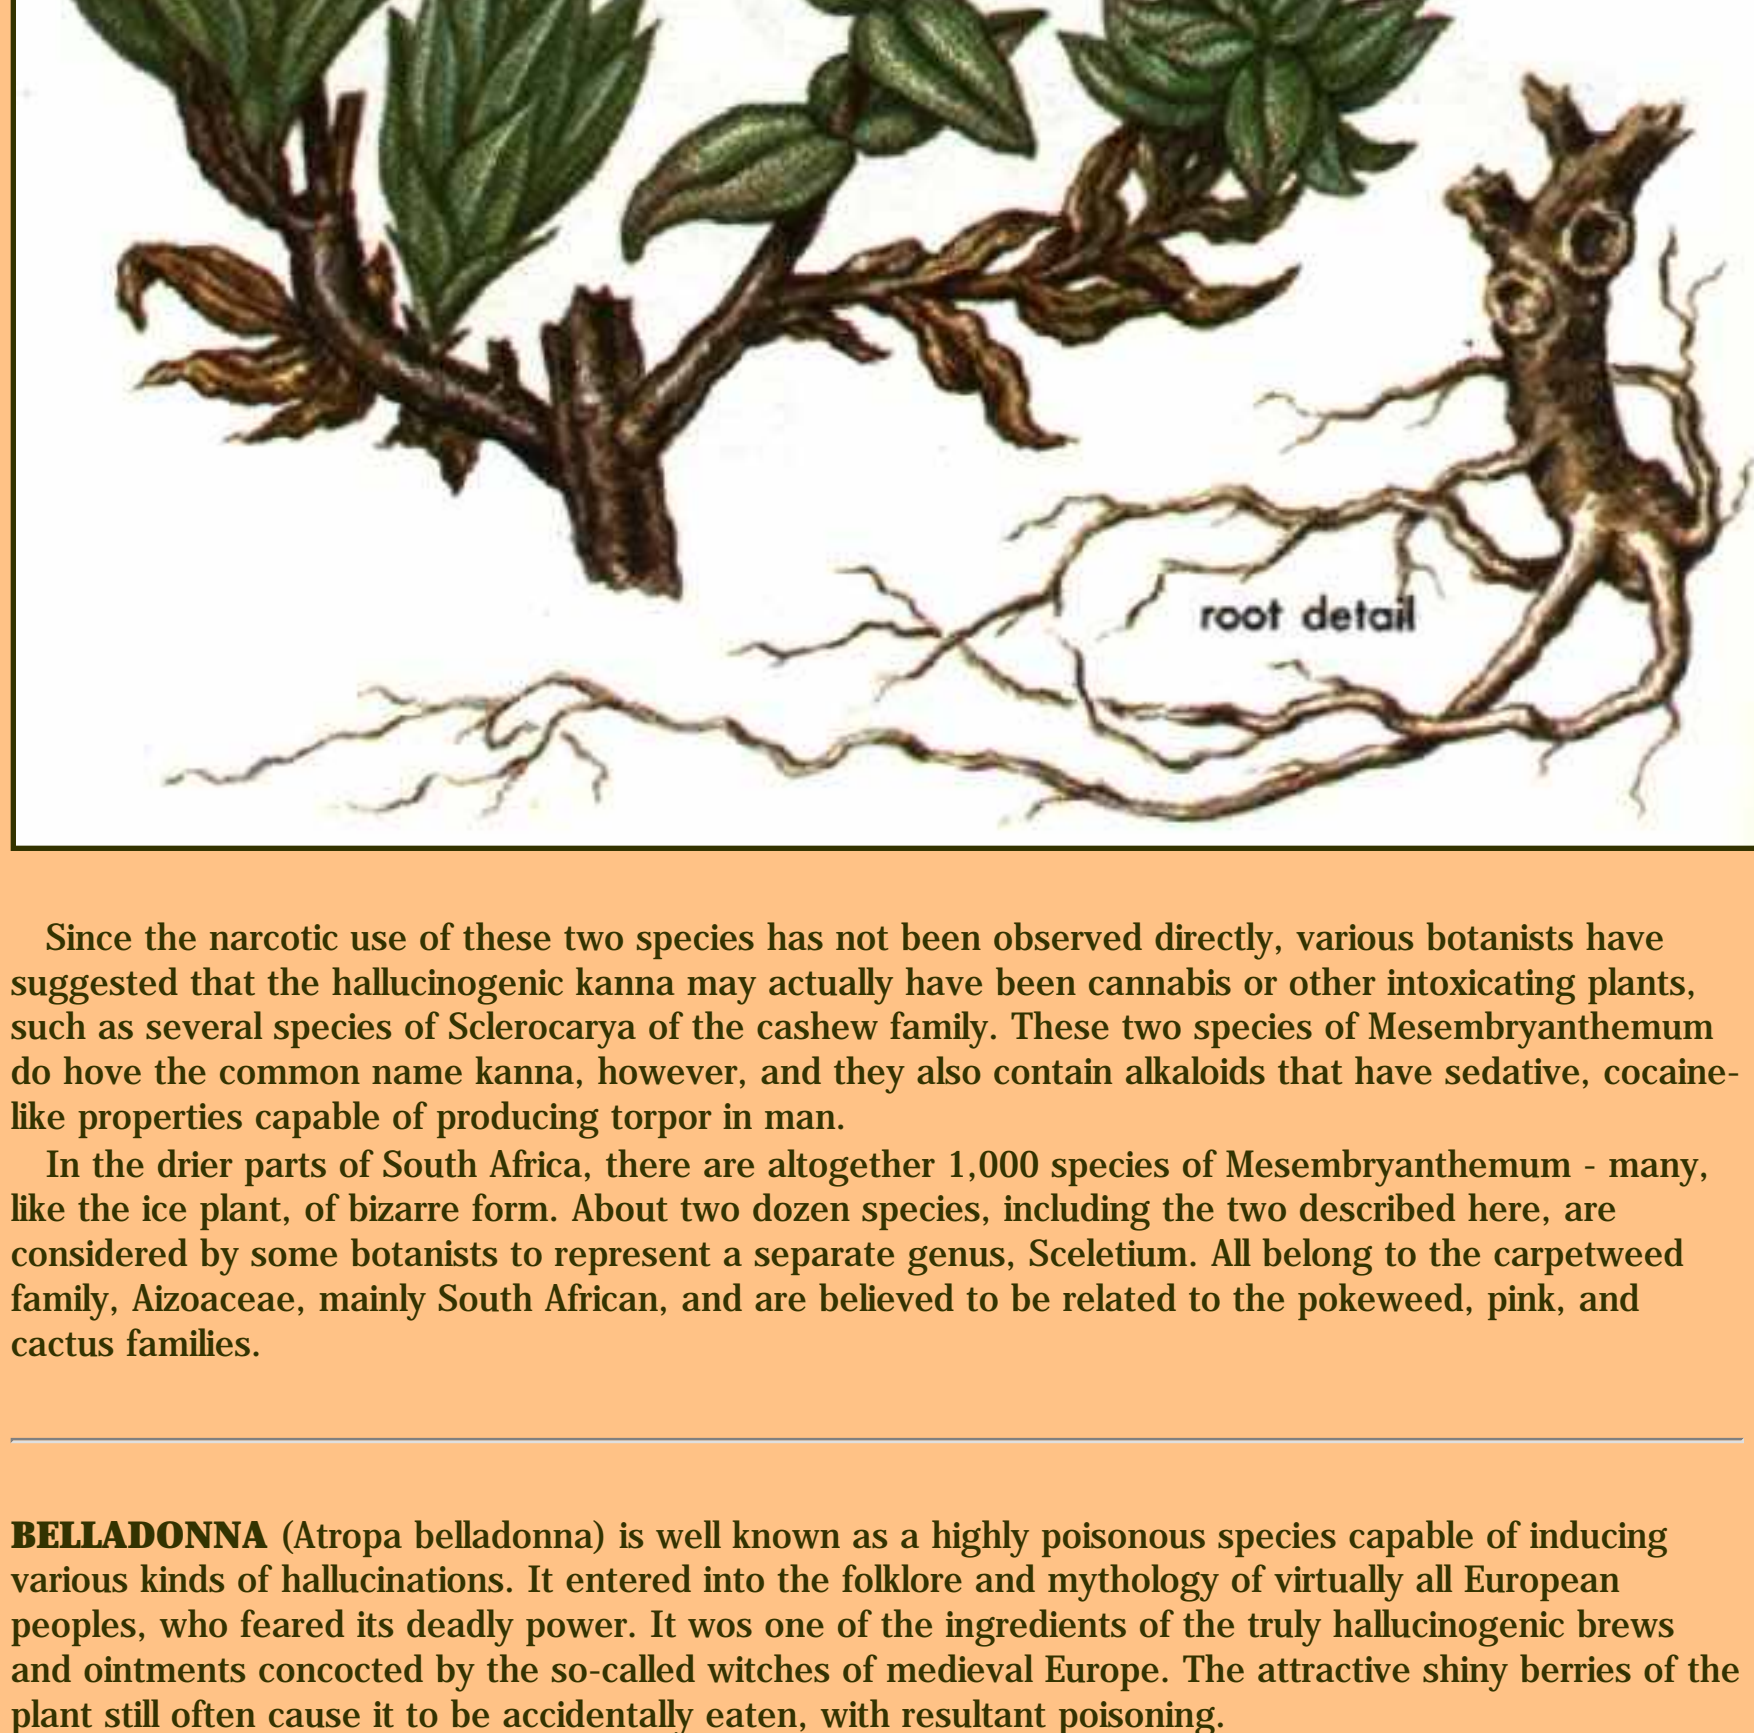 root detail
Since the narcotic use of these two species has not been observed directly, various botanists have
suggested that the hallucinogenic kanna may actually have been cannabis or other intoxicating plants,
such as several species of Sclerocarya of the cashew family. These two species of Mesembryanthemum
do hove the common name kanna, however, and they also contain alkaloids that have sedative, cocaine-
like properties capable of producing torpor in man.
In the drier parts of South Africa, there are altogether 1,000 species of Mesembryanthemum - many,
like the ice plant, of bizarre form. About two dozen species, including the two described here, are
considered by some botanists to represent a separate genus, Sceletium. All belong to the carpetweed
family, Aizoaceae, mainly South African, and are believed to be related to the pokeweed, pink, and
cactus families.
BELLADONNA (Atropa belladonna) is well known as a highly poisonous species capable of inducing
various kinds of hallucinations. It entered into the folklore and mythology of virtually all European
peoples, who feared its deadly power. It wos one of the ingredients of the truly hallucinogenic brews
and ointments concocted by the so-called witches of medieval Europe. The attractive shiny berries of the
plant still often cause it to be accidentally eaten, with resultant poisoning.